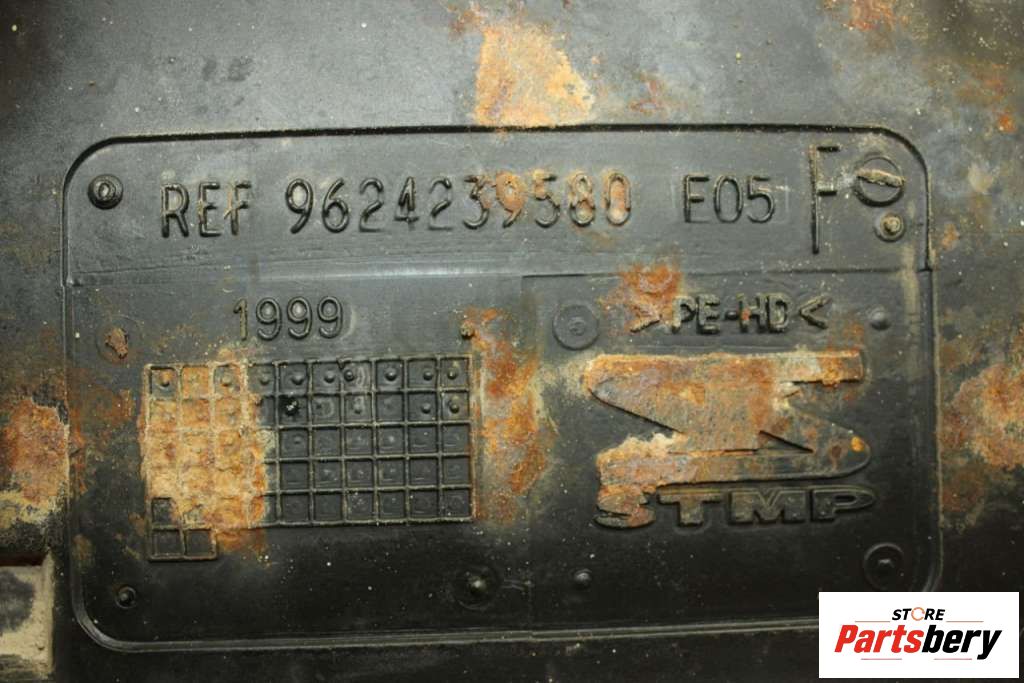 REF 9624239580 E05 F
1999
>PE-HD<
STMP
STORE
Partsbery